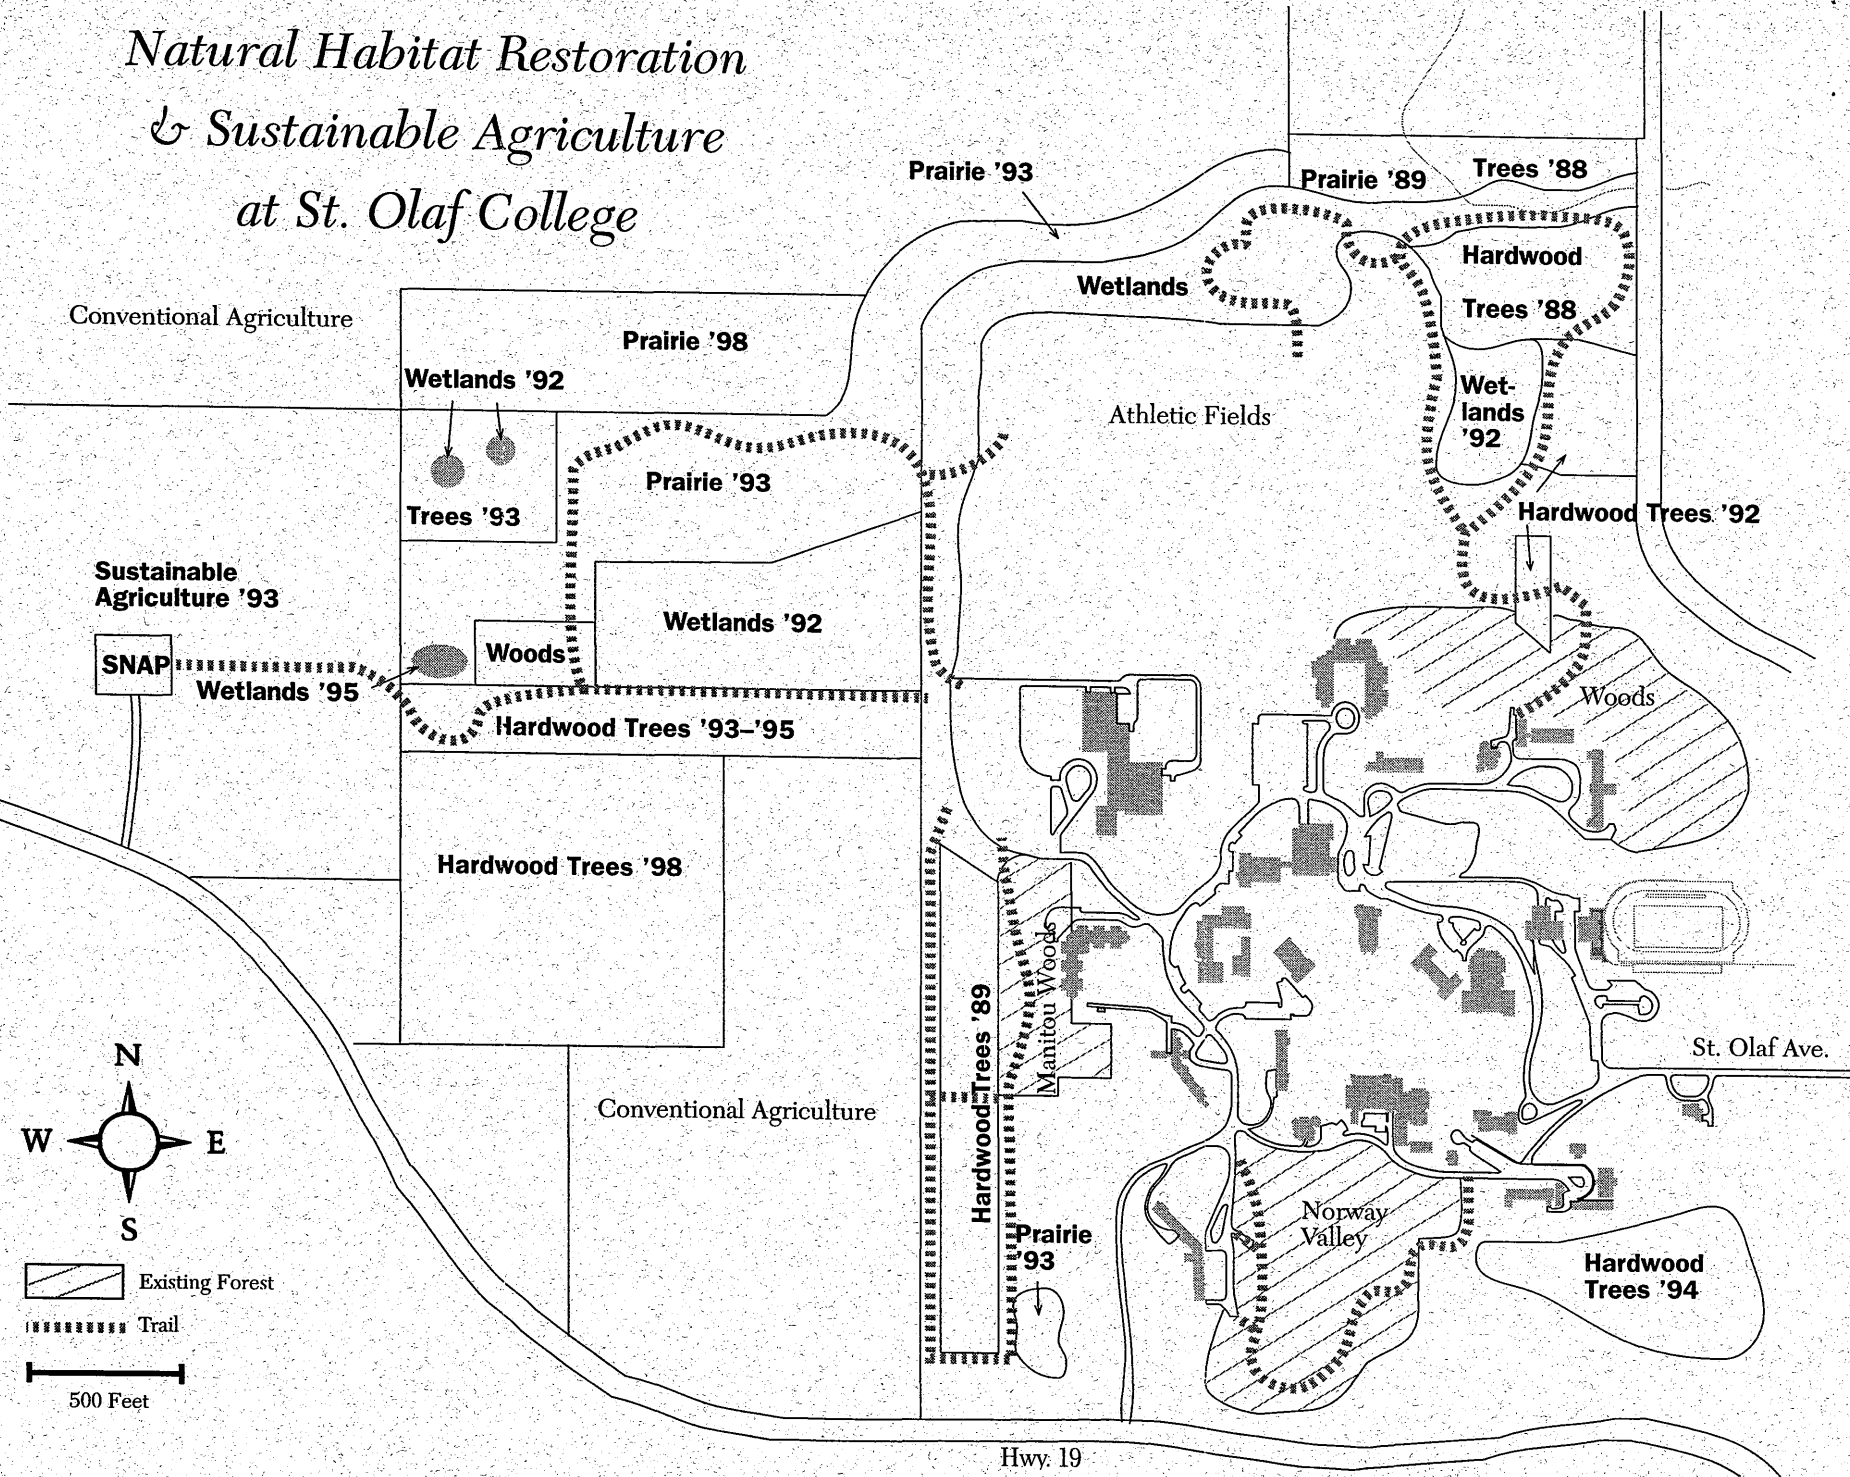 Natural Habitat Restoration
& Sustainable Agriculture
at St. Olaf College
Prairie '93
Prairie '89
Trees '88
Hardwood
Trees '88
Wetlands
Conventional Agriculture
Prairie '98
Wetlands '92
Athletic Fields
Wet-
lands
'92
Prairie '93
Trees '93
Hardwood Trees '92
Sustainable
Agriculture '93
Wetlands '92
Woods
SNAP
Wetlands '95
Woods
Hardwood Trees '93–'95
Hardwood Trees '98
Manitou Woods
Hardwood Trees '89
St. Olaf Ave.
Conventional Agriculture
N
W
E
S
Norway
Valley
Prairie
'93
Hardwood
Trees '94
Existing Forest
Trail
500 Feet
Hwy. 19